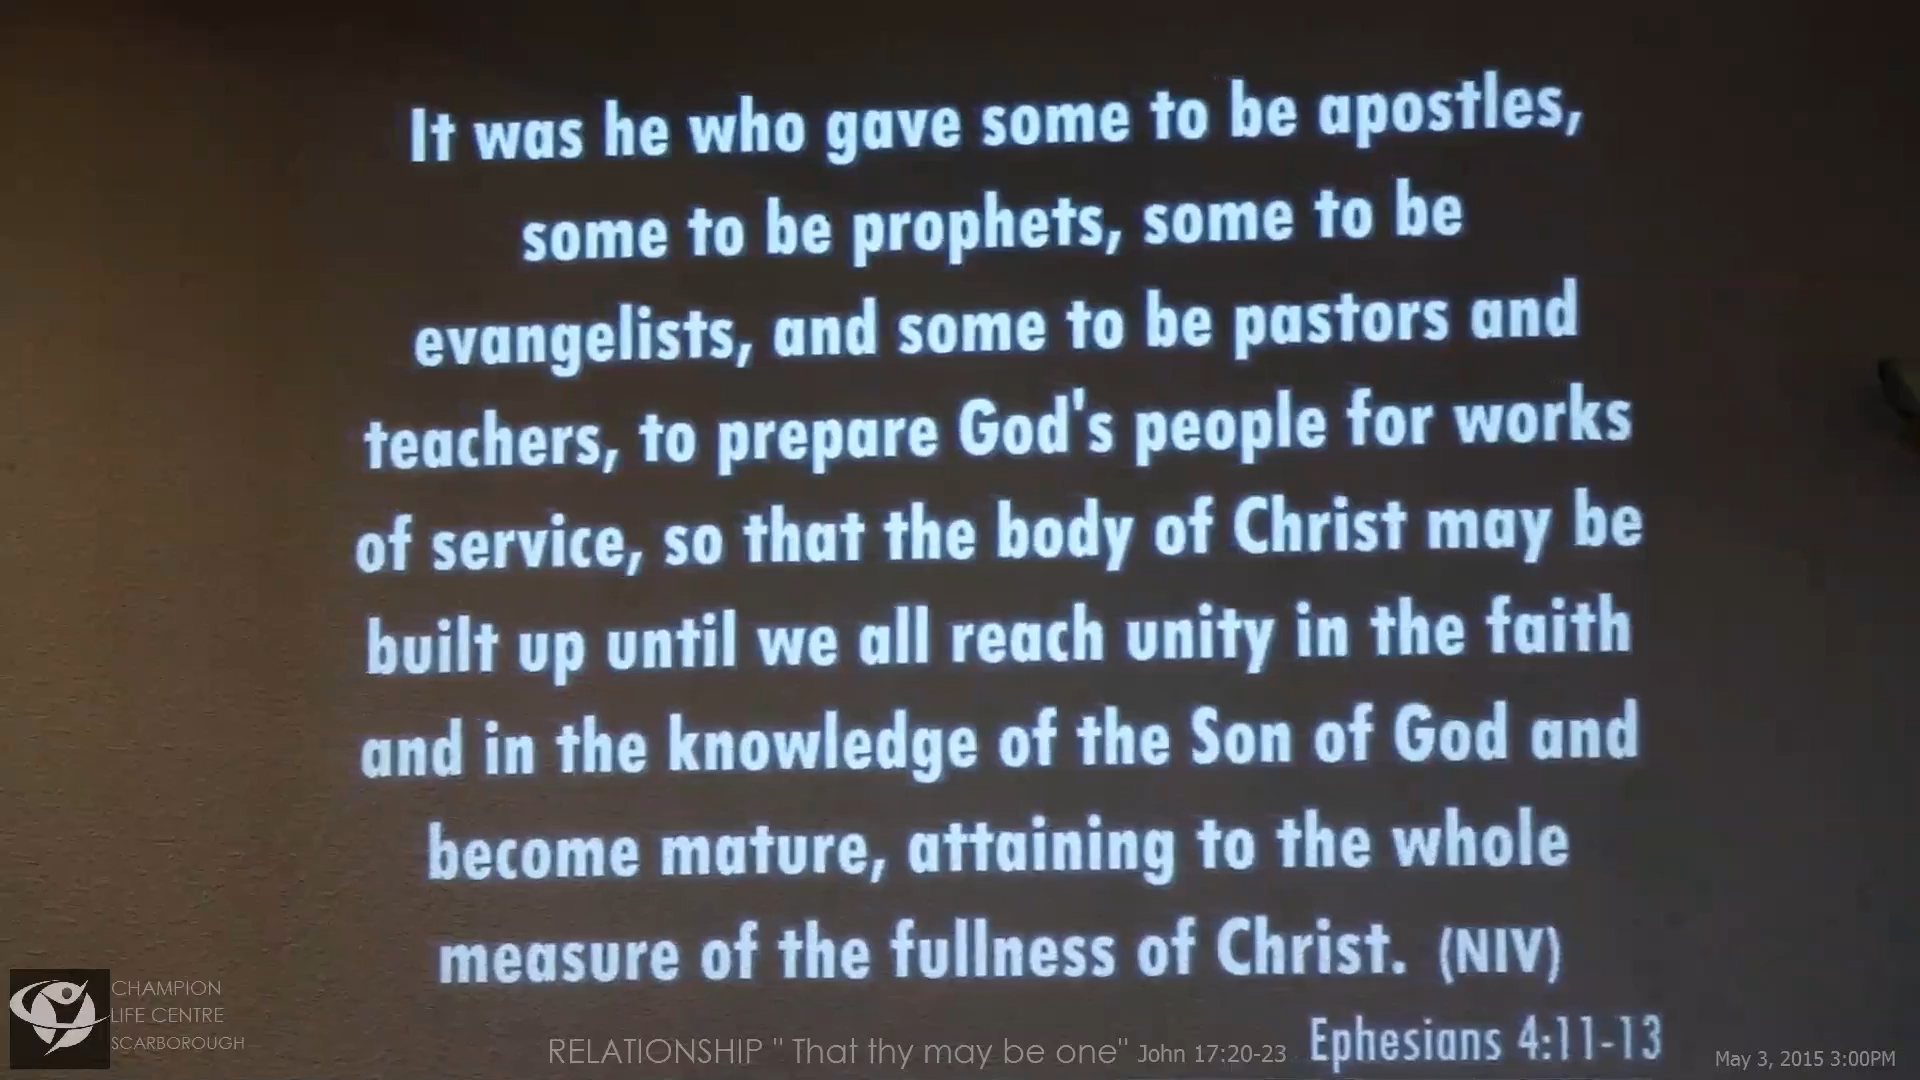 It was he who gave some to be apostles,
some to be prophets, some to be
evangelists, and some to be pastors and
teachers, to prepare God's people for works
of service, so that the body of Christ may be
built up until we all reach unity in the faith
and in the knowledge of the Son of God and
become mature, attaining to the whole
measure of the fullness of Christ. (NIV)
Ephesians 4:11-13
CHAMPION
LIFE CENTRE
SCARBOROUGH
RELATIONSHIP " That thy may be one" John 17:20-23
May 3, 2015 3:00PM